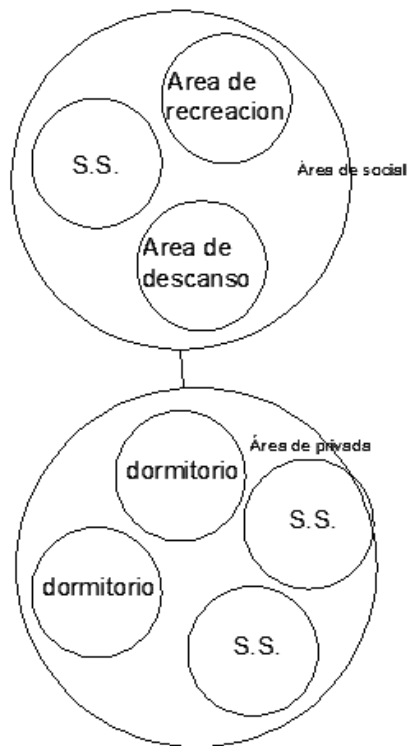 Area de
recreacion
S.S.
Área de social
Area de
descanso
Área de privada
dormitorio
S.S.
dormitorio
S.S.